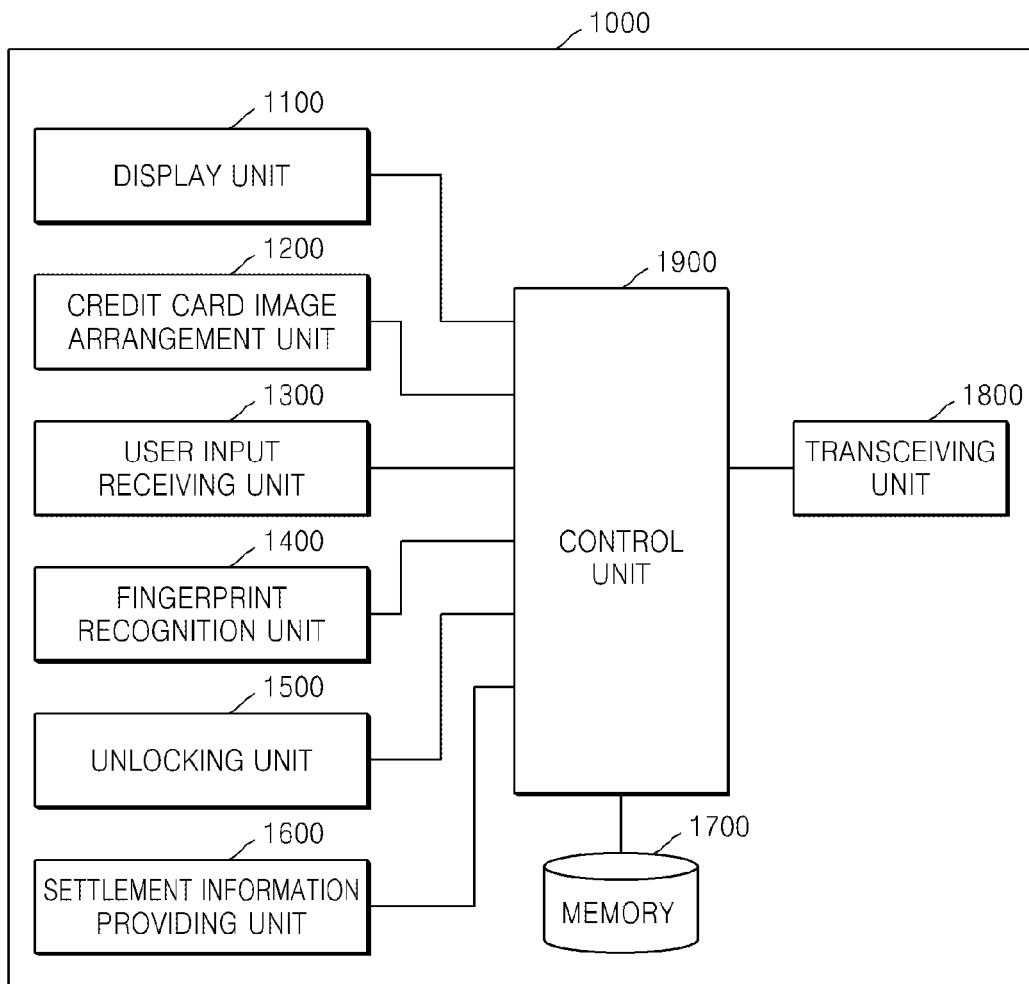 1000
1100
DISPLAY UNIT
1200
CREDIT CARD IMAGE
ARRANGEMENT UNIT
1300
USER INPUT
RECEIVING UNIT
1400
FINGERPRINT
RECOGNITION UNIT
1500
UNLOCKING UNIT
1600
SETTLEMENT INFORMATION
PROVIDING UNIT
1900
CONTROL
UNIT
1700
MEMORY
1800
TRANSCEIVING
UNIT